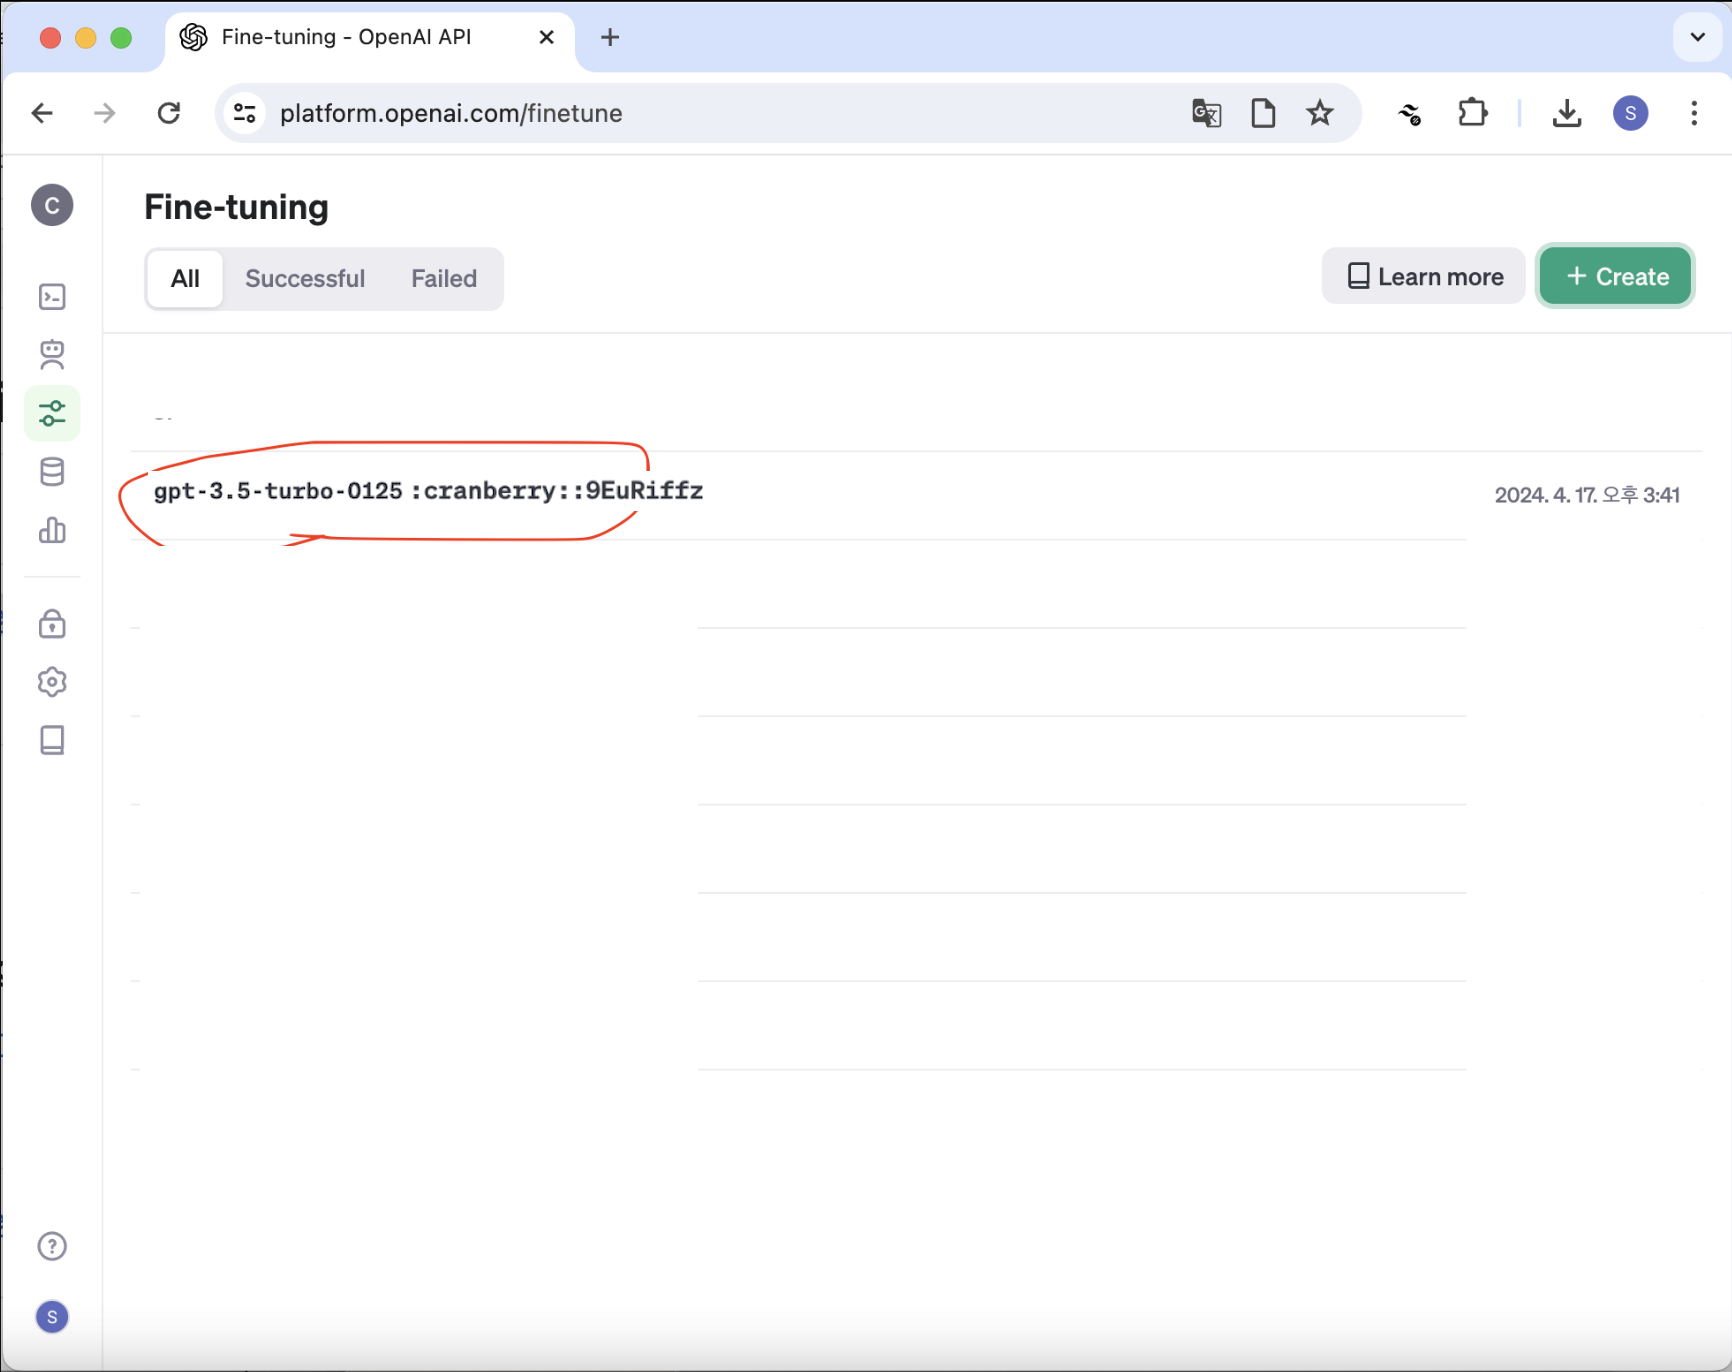 Fine-tuning - OpenAI API
platform.openai.com/finetune
S
C
Fine-tuning
All Successful Failed
Learn more
+ Create
gpt-3.5-turbo-0125 :cranberry::9EuRiffz
2024. 4. 17. 오후 3:41
S